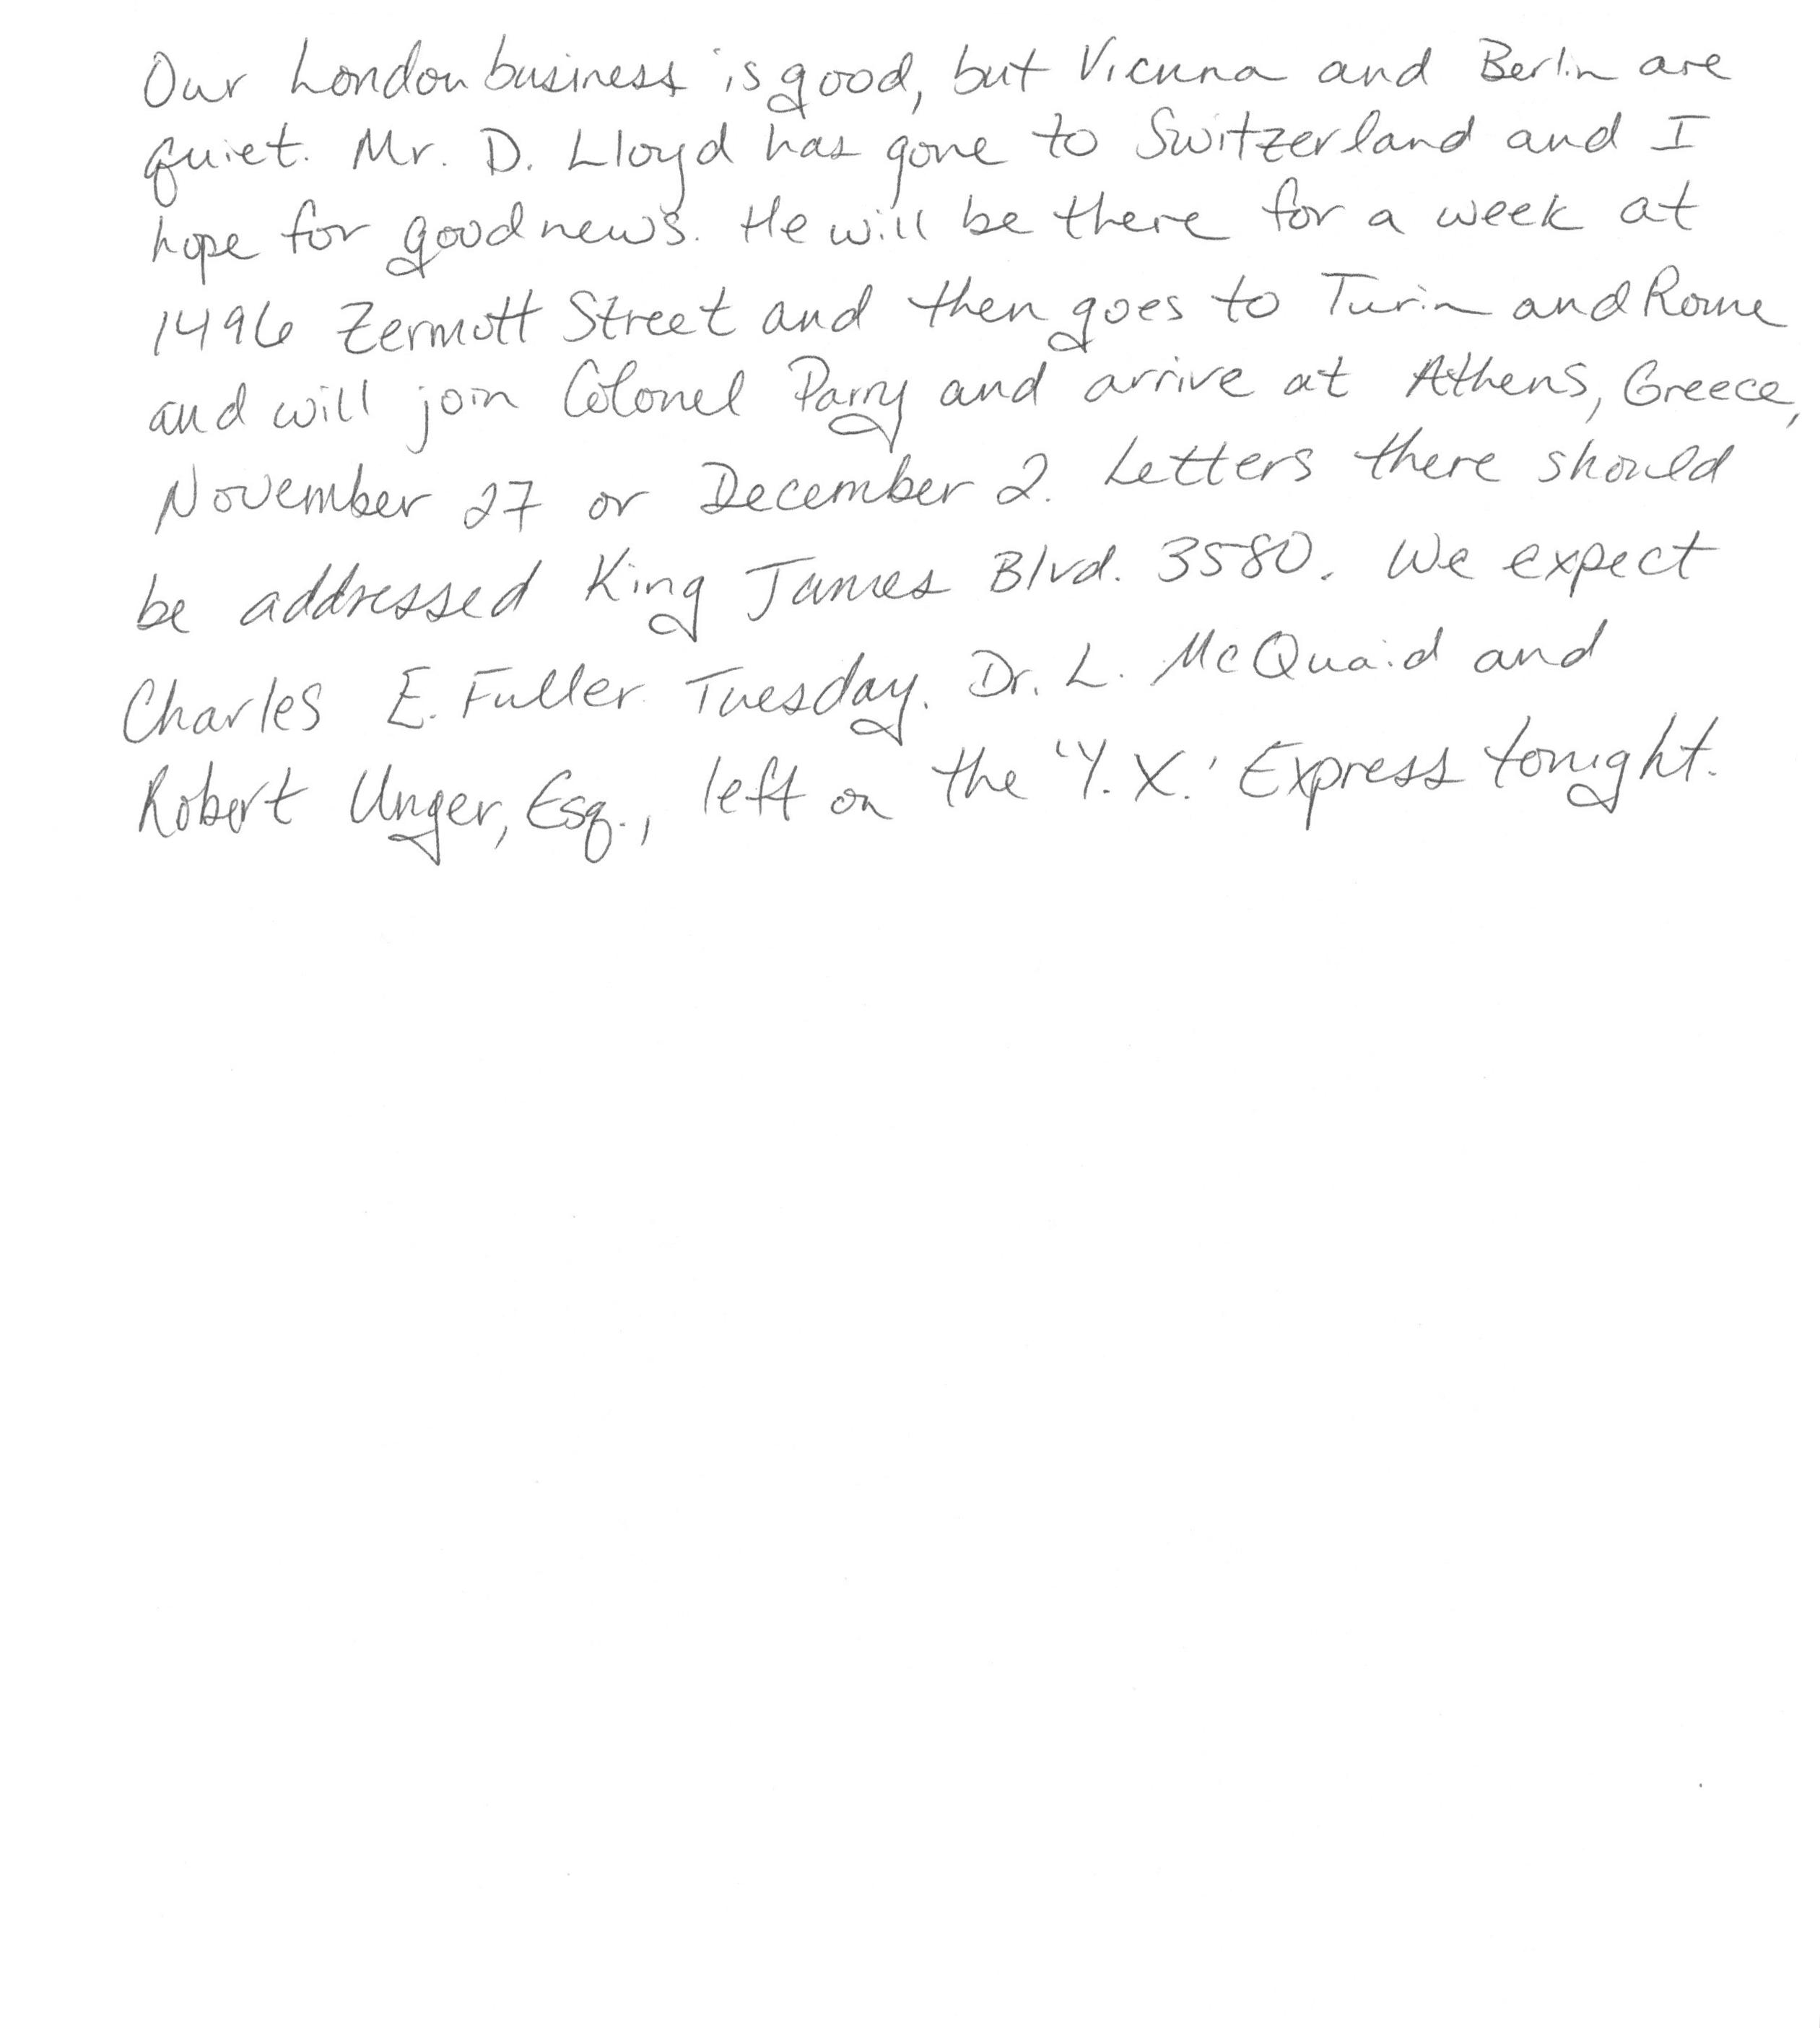 Our London business is good, but Vienna and Berlin are
quiet. Mr. D. Lloyd has gone to Switzerland and I
hope for good news. He will be there for a week at
1496 Zermott Street and then goes to Turin and Rome
and will join Colonel Parry and arrive at Athens, Greece,
November 27 or December 2. Letters there should
be addressed King James Blvd. 3580. We expect
Charles E. Fuller Tuesday. Dr. L. McQuaid and
Robert Unger, Esq., left on the 'Y.X.' Express tonight.